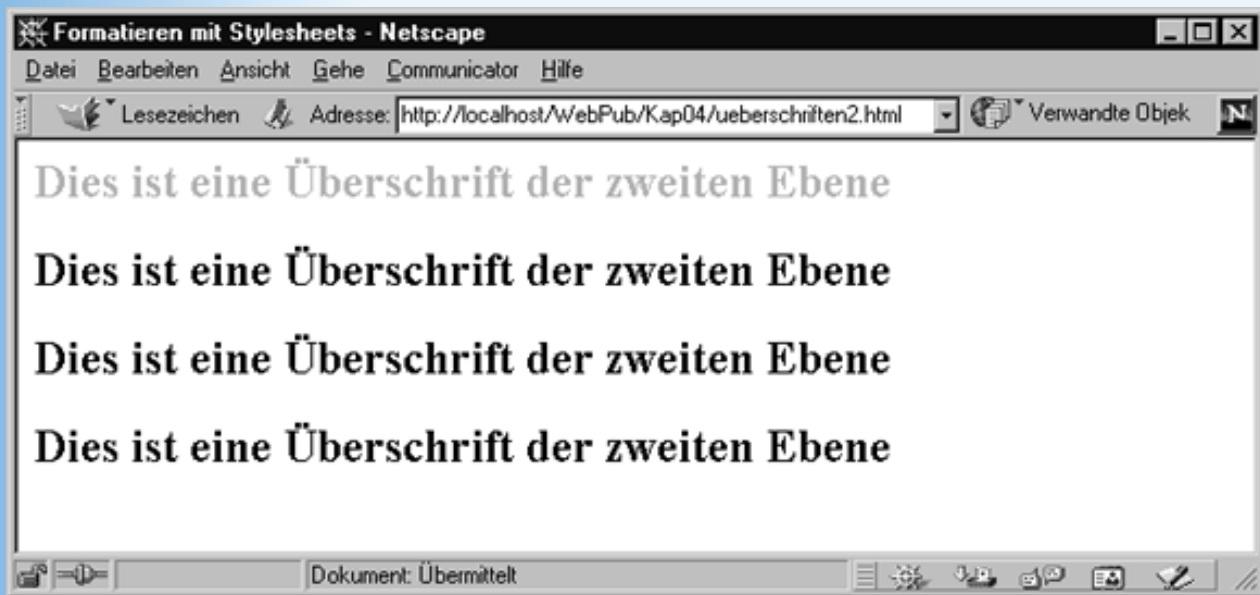 Formatieren mit Stylesheets - Netscape
Datei Bearbeiten Ansicht Gehe Communicator Hilfe
Lesezeichen Adresse: http://localhost/WebPub/Kap04/ueberschriften2.html Verwandte Objek N
Dies ist eine Überschrift der zweiten Ebene
Dies ist eine Überschrift der zweiten Ebene
Dies ist eine Überschrift der zweiten Ebene
Dies ist eine Überschrift der zweiten Ebene
Dokument: Übermittelt